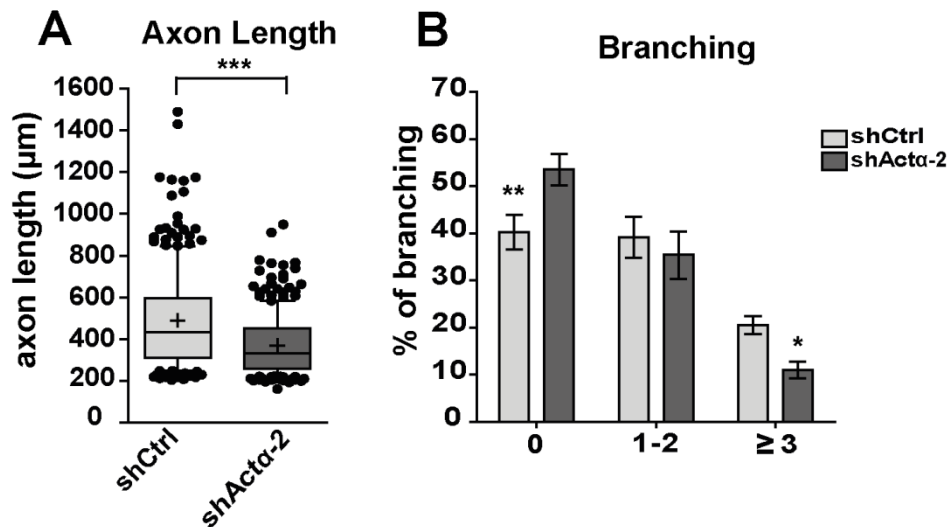 A
Axon Length
***
axon length (µm)
1600
1400
1200
1000
800
600
400
200
0
shCtrl
shActα-2
B
Branching
% of branching
70
60
50
40
30
20
10
0
**
*
0
1-2
≥ 3
shCtrl
shActα-2